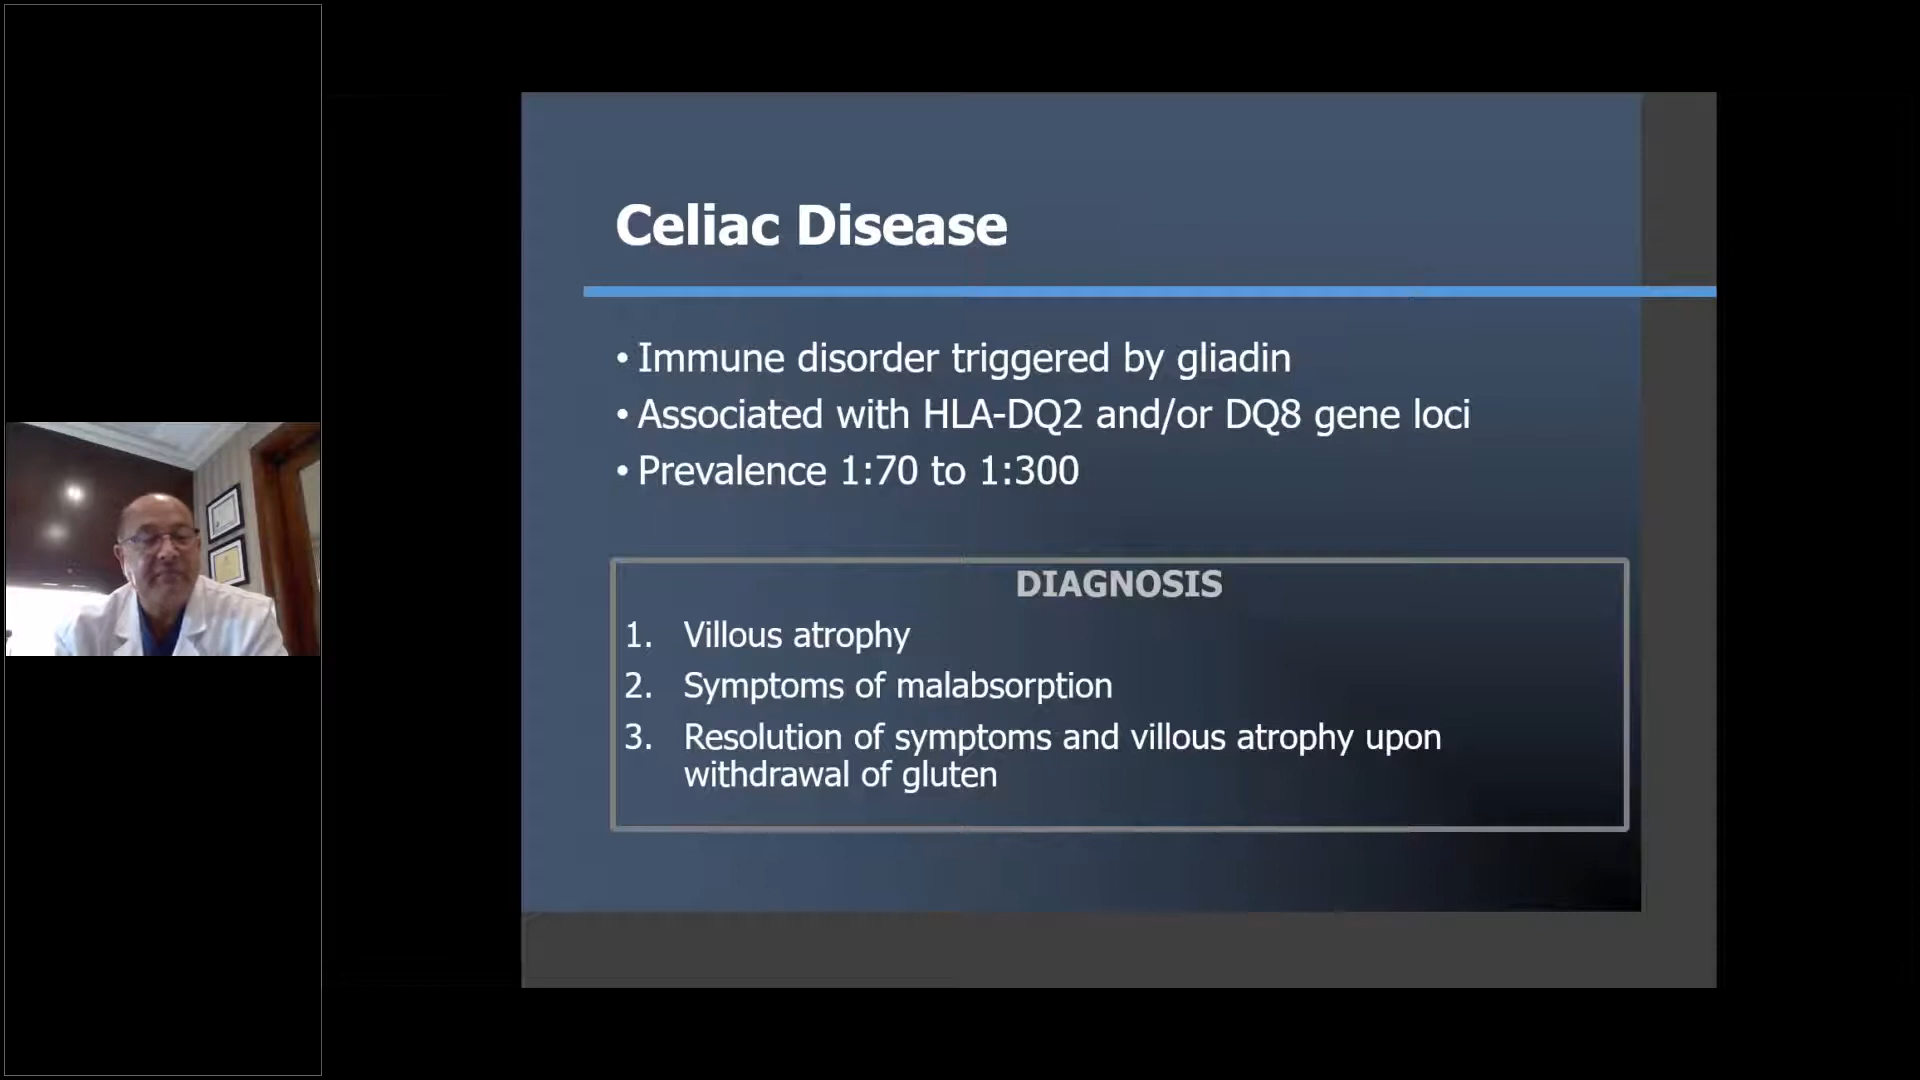 Celiac Disease
• Immune disorder triggered by gliadin
• Associated with HLA-DQ2 and/or DQ8 gene loci
• Prevalence 1:70 to 1:300
DIAGNOSIS
1. Villous atrophy
2. Symptoms of malabsorption
3. Resolution of symptoms and villous atrophy upon
withdrawal of gluten